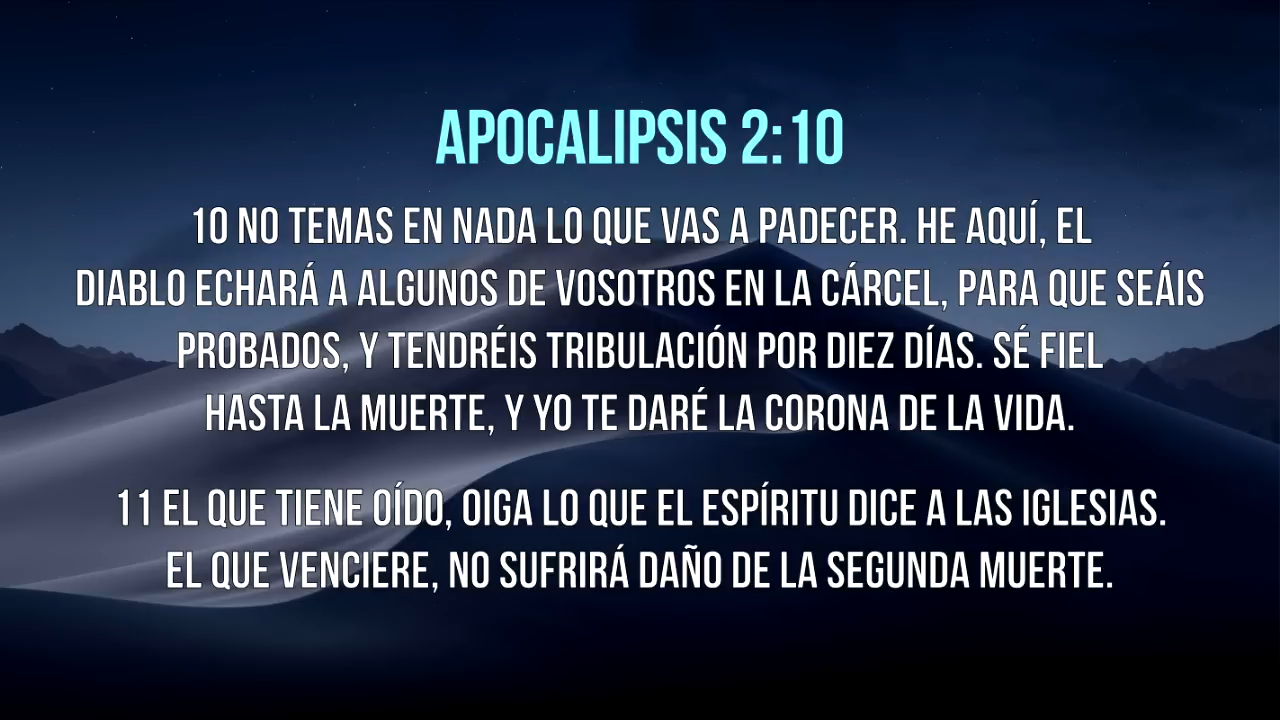 APOCALIPSIS 2:10
10 NO TEMAS EN NADA LO QUE VAS A PADECER. HE AQUÍ, EL
DIABLO ECHARÁ A ALGUNOS DE VOSOTROS EN LA CÁRCEL, PARA QUE SEÁIS
PROBADOS, Y TENDRÉIS TRIBULACIÓN POR DIEZ DÍAS. SÉ FIEL
HASTA LA MUERTE, Y YO TE DARÉ LA CORONA DE LA VIDA.
11 EL QUE TIENE OÍDO, OIGA LO QUE EL ESPÍRITU DICE A LAS IGLESIAS.
EL QUE VENCIERE, NO SUFRIRÁ DAÑO DE LA SEGUNDA MUERTE.